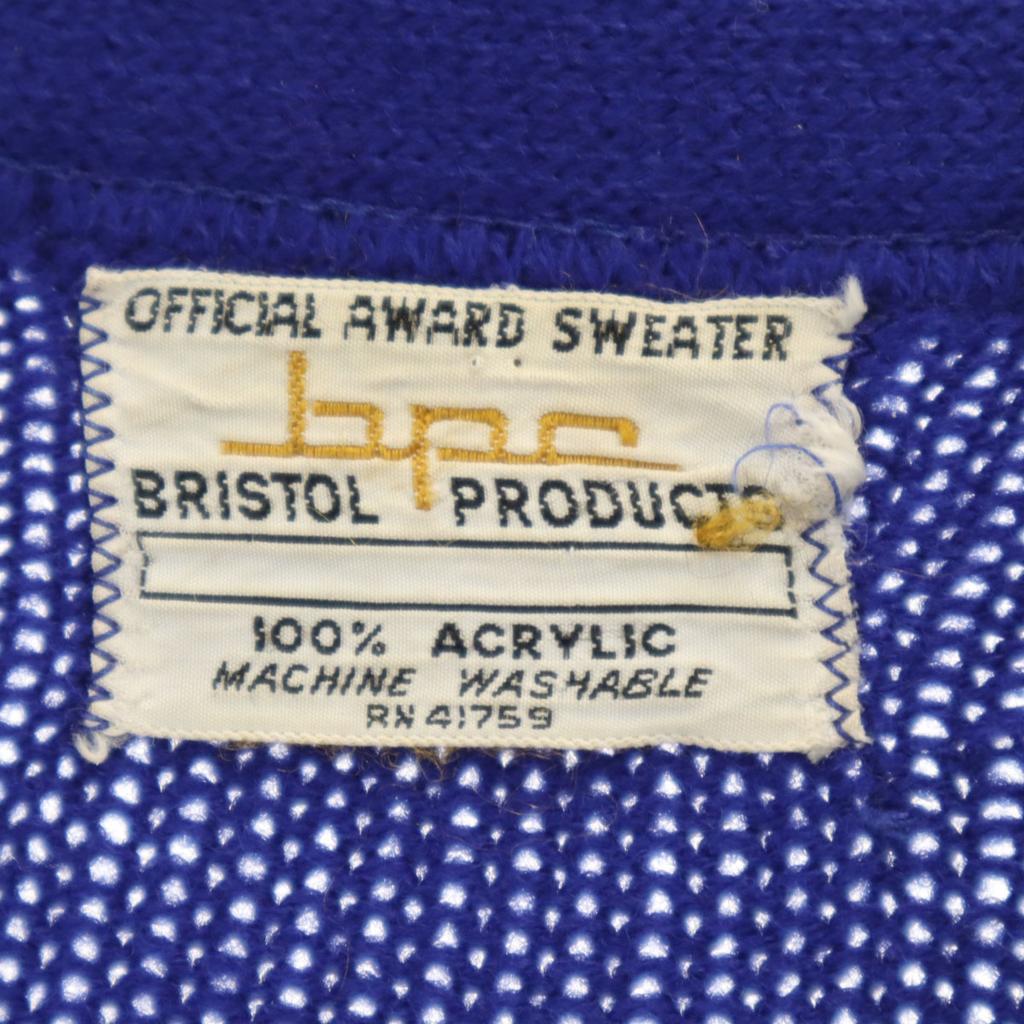 OFFICIAL AWARD SWEATER
bpc
BRISTOL PRODUCTS
100% ACRYLIC
MACHINE WASHABLE
RN 41759